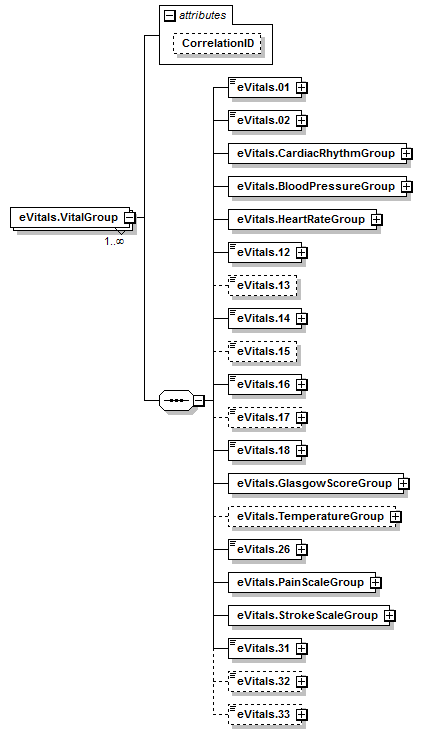 attributes
CorrelationID
eVitals.01
eVitals.02
eVitals.CardiacRhythmGroup
eVitals.BloodPressureGroup
eVitals.VitalGroup
1..∞
eVitals.HeartRateGroup
eVitals.12
eVitals.13
eVitals.14
eVitals.15
eVitals.16
eVitals.17
eVitals.18
eVitals.GlasgowScoreGroup
eVitals.TemperatureGroup
eVitals.26
eVitals.PainScaleGroup
eVitals.StrokeScaleGroup
eVitals.31
eVitals.32
eVitals.33